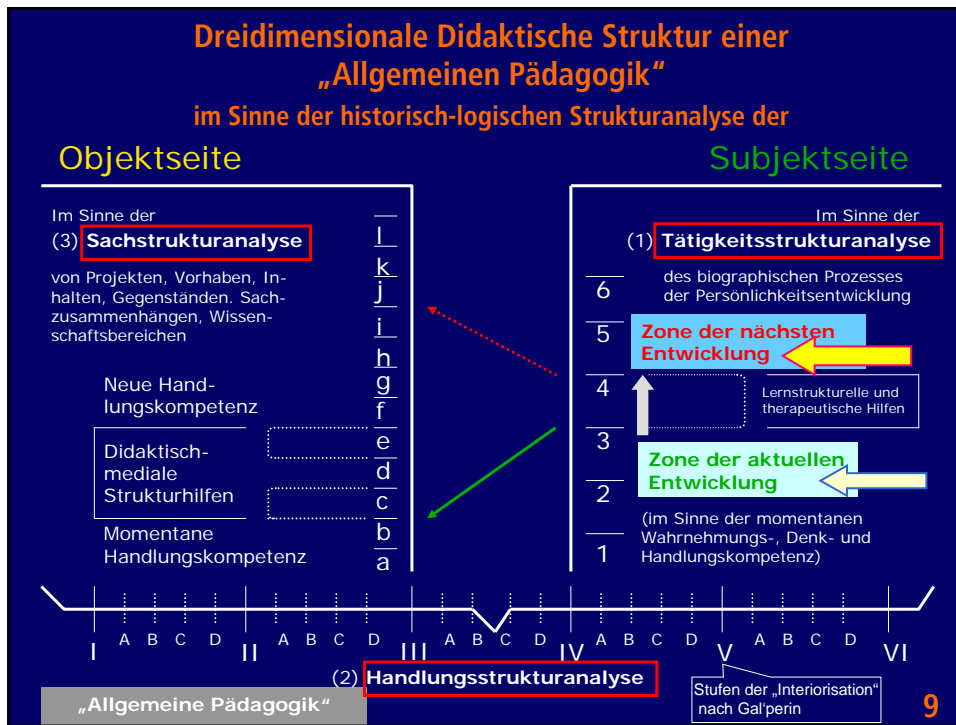 Dreidimensionale Didaktische Struktur einer
„Allgemeinen Pädagogik“
im Sinne der historisch-logischen Strukturanalyse der
Objektseite
Im Sinne der
(3) Sachstrukturanalyse
von Projekten, Vorhaben, In-
halten, Gegenständen. Sach-
zusammenhängen, Wissen-
schaftsbereichen
Neue Hand-
lungskompetenz
Didaktisch-
mediale
Strukturhilfen
Momentane
Handlungskompetenz
l
k
j
i
h
g
f
e
d
c
b
a
Subjektseite
Im Sinne der
(1) Tätigkeitsstrukturanalyse
des biographischen Prozesses
der Persönlichkeitsentwicklung
6
5
4
3
2
1
Zone der nächsten
Entwicklung
Lernstrukturelle und
therapeutische Hilfen
Zone der aktuellen
Entwicklung
(im Sinne der momentanen
Wahrnehmungs-, Denk- und
Handlungskompetenz)
I A B C D II A B C D III A B C D IV A B C D V A B C D VI
(2) Handlungsstrukturanalyse
Stufen der „Interiorisation“
nach Gal'perin
„Allgemeine Pädagogik“
9